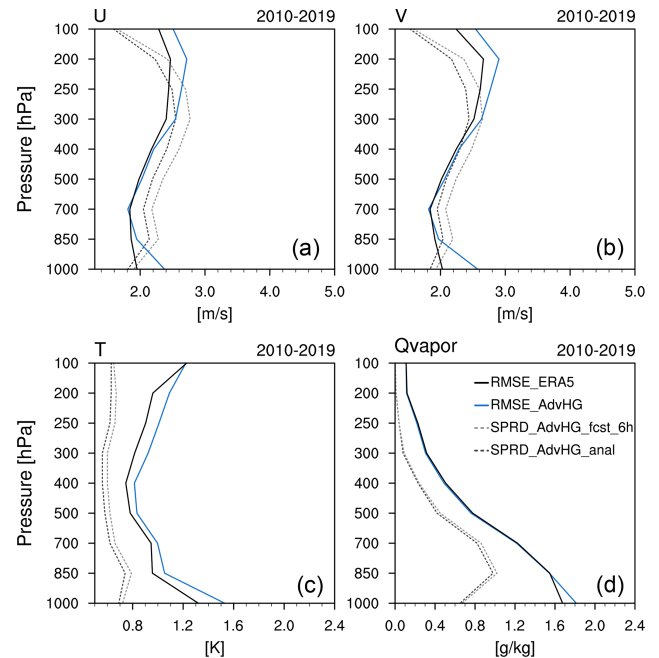 U 2010-2019 V 2010-2019
100 100
200 200
250 250
300 300
400 400
500 500
700 700
850 850
1000 1000
Pressure [hPa]
(a) (b)
2.0 3.0 4.0 5.0 2.0 3.0 4.0 5.0
[m/s] [m/s]
T 2010-2019 Qvapor 2010-2019
100 100
200 200
250 250
300 300
400 400
500 500
700 700
850 850
1000 1000
Pressure [hPa]
RMSE_ERA5
RMSE_AdvHG
SPRD_AdvHG_fcst_6h
SPRD_AdvHG_anal
(c) (d)
0.8 1.2 1.6 2.0 2.4 0.0 0.4 0.8 1.2 1.6 2.0 2.4
[K] [g/kg]